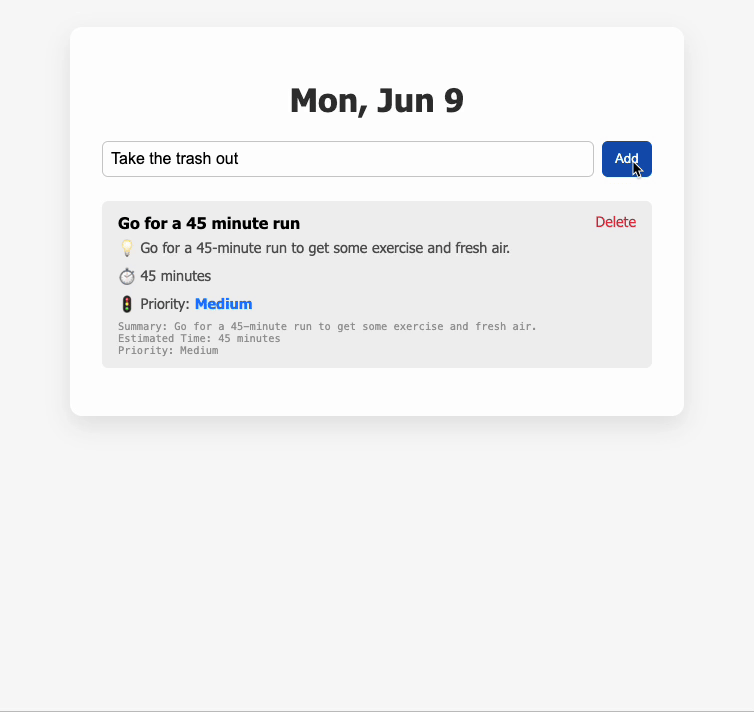 Mon, Jun 9
Take the trash out
Add
Go for a 45 minute run
Delete
💡 Go for a 45-minute run to get some exercise and fresh air.
⏱️ 45 minutes
🚦 Priority: Medium
Summary: Go for a 45-minute run to get some exercise and fresh air.
Estimated Time: 45 minutes
Priority: Medium